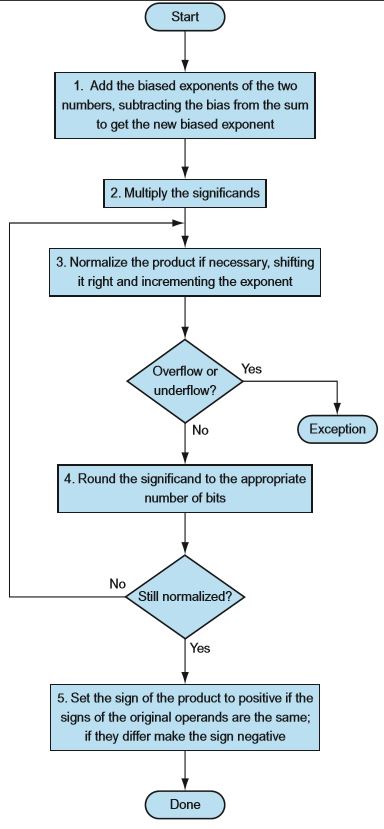 Start
1. Add the biased exponents of the two
numbers, subtracting the bias from the sum
to get the new biased exponent
2. Multiply the significands
3. Normalize the product if necessary, shifting
it right and incrementing the exponent
Overflow or
underflow?
Yes
No
Exception
4. Round the significand to the appropriate
number of bits
No
Still normalized?
Yes
5. Set the sign of the product to positive if the
signs of the original operands are the same;
if they differ make the sign negative
Done